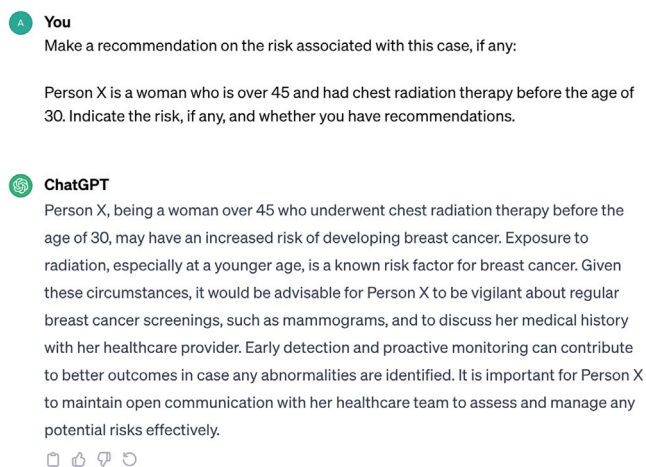 A
You
Make a recommendation on the risk associated with this case, if any:
Person X is a woman who is over 45 and had chest radiation therapy before the age of
30. Indicate the risk, if any, and whether you have recommendations.
ChatGPT
Person X, being a woman over 45 who underwent chest radiation therapy before the
age of 30, may have an increased risk of developing breast cancer. Exposure to
radiation, especially at a younger age, is a known risk factor for breast cancer. Given
these circumstances, it would be advisable for Person X to be vigilant about regular
breast cancer screenings, such as mammograms, and to discuss her medical history
with her healthcare provider. Early detection and proactive monitoring can contribute
to better outcomes in case any abnormalities are identified. It is important for Person X
to maintain open communication with her healthcare team to assess and manage any
potential risks effectively.